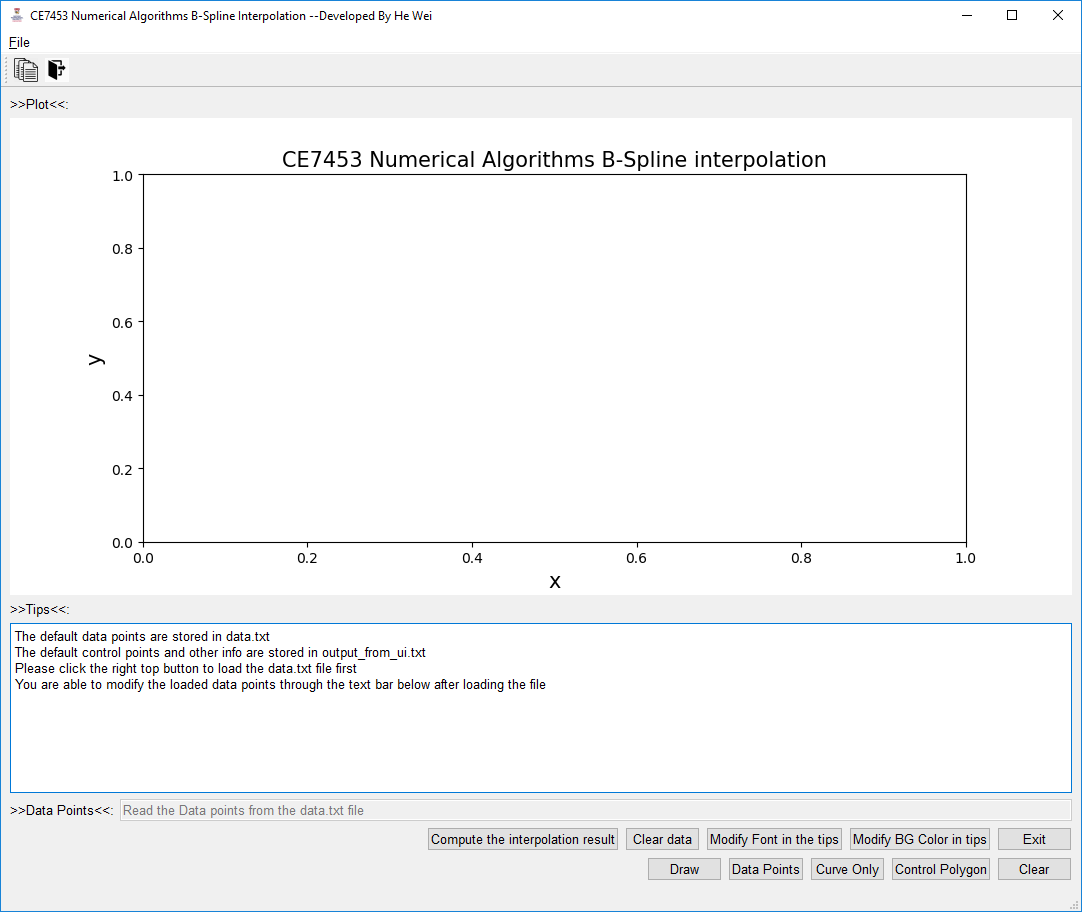 CE7453 Numerical Algorithms B-Spline Interpolation --Developed By He Wei
File
>>Plot<<:
CE7453 Numerical Algorithms B-Spline interpolation
1.0
0.8
0.6
0.4
0.2
0.0
y
0.0 0.2 0.4 0.6 0.8 1.0
x
>>Tips<<:
The default data points are stored in data.txt
The default control points and other info are stored in output_from_ui.txt
Please click the right top button to load the data.txt file first
You are able to modify the loaded data points through the text bar below after loading the file
>>Data Points<<: Read the Data points from the data.txt file
Compute the interpolation result Clear data Modify Font in the tips Modify BG Color in tips Exit
Draw Data Points Curve Only Control Polygon Clear